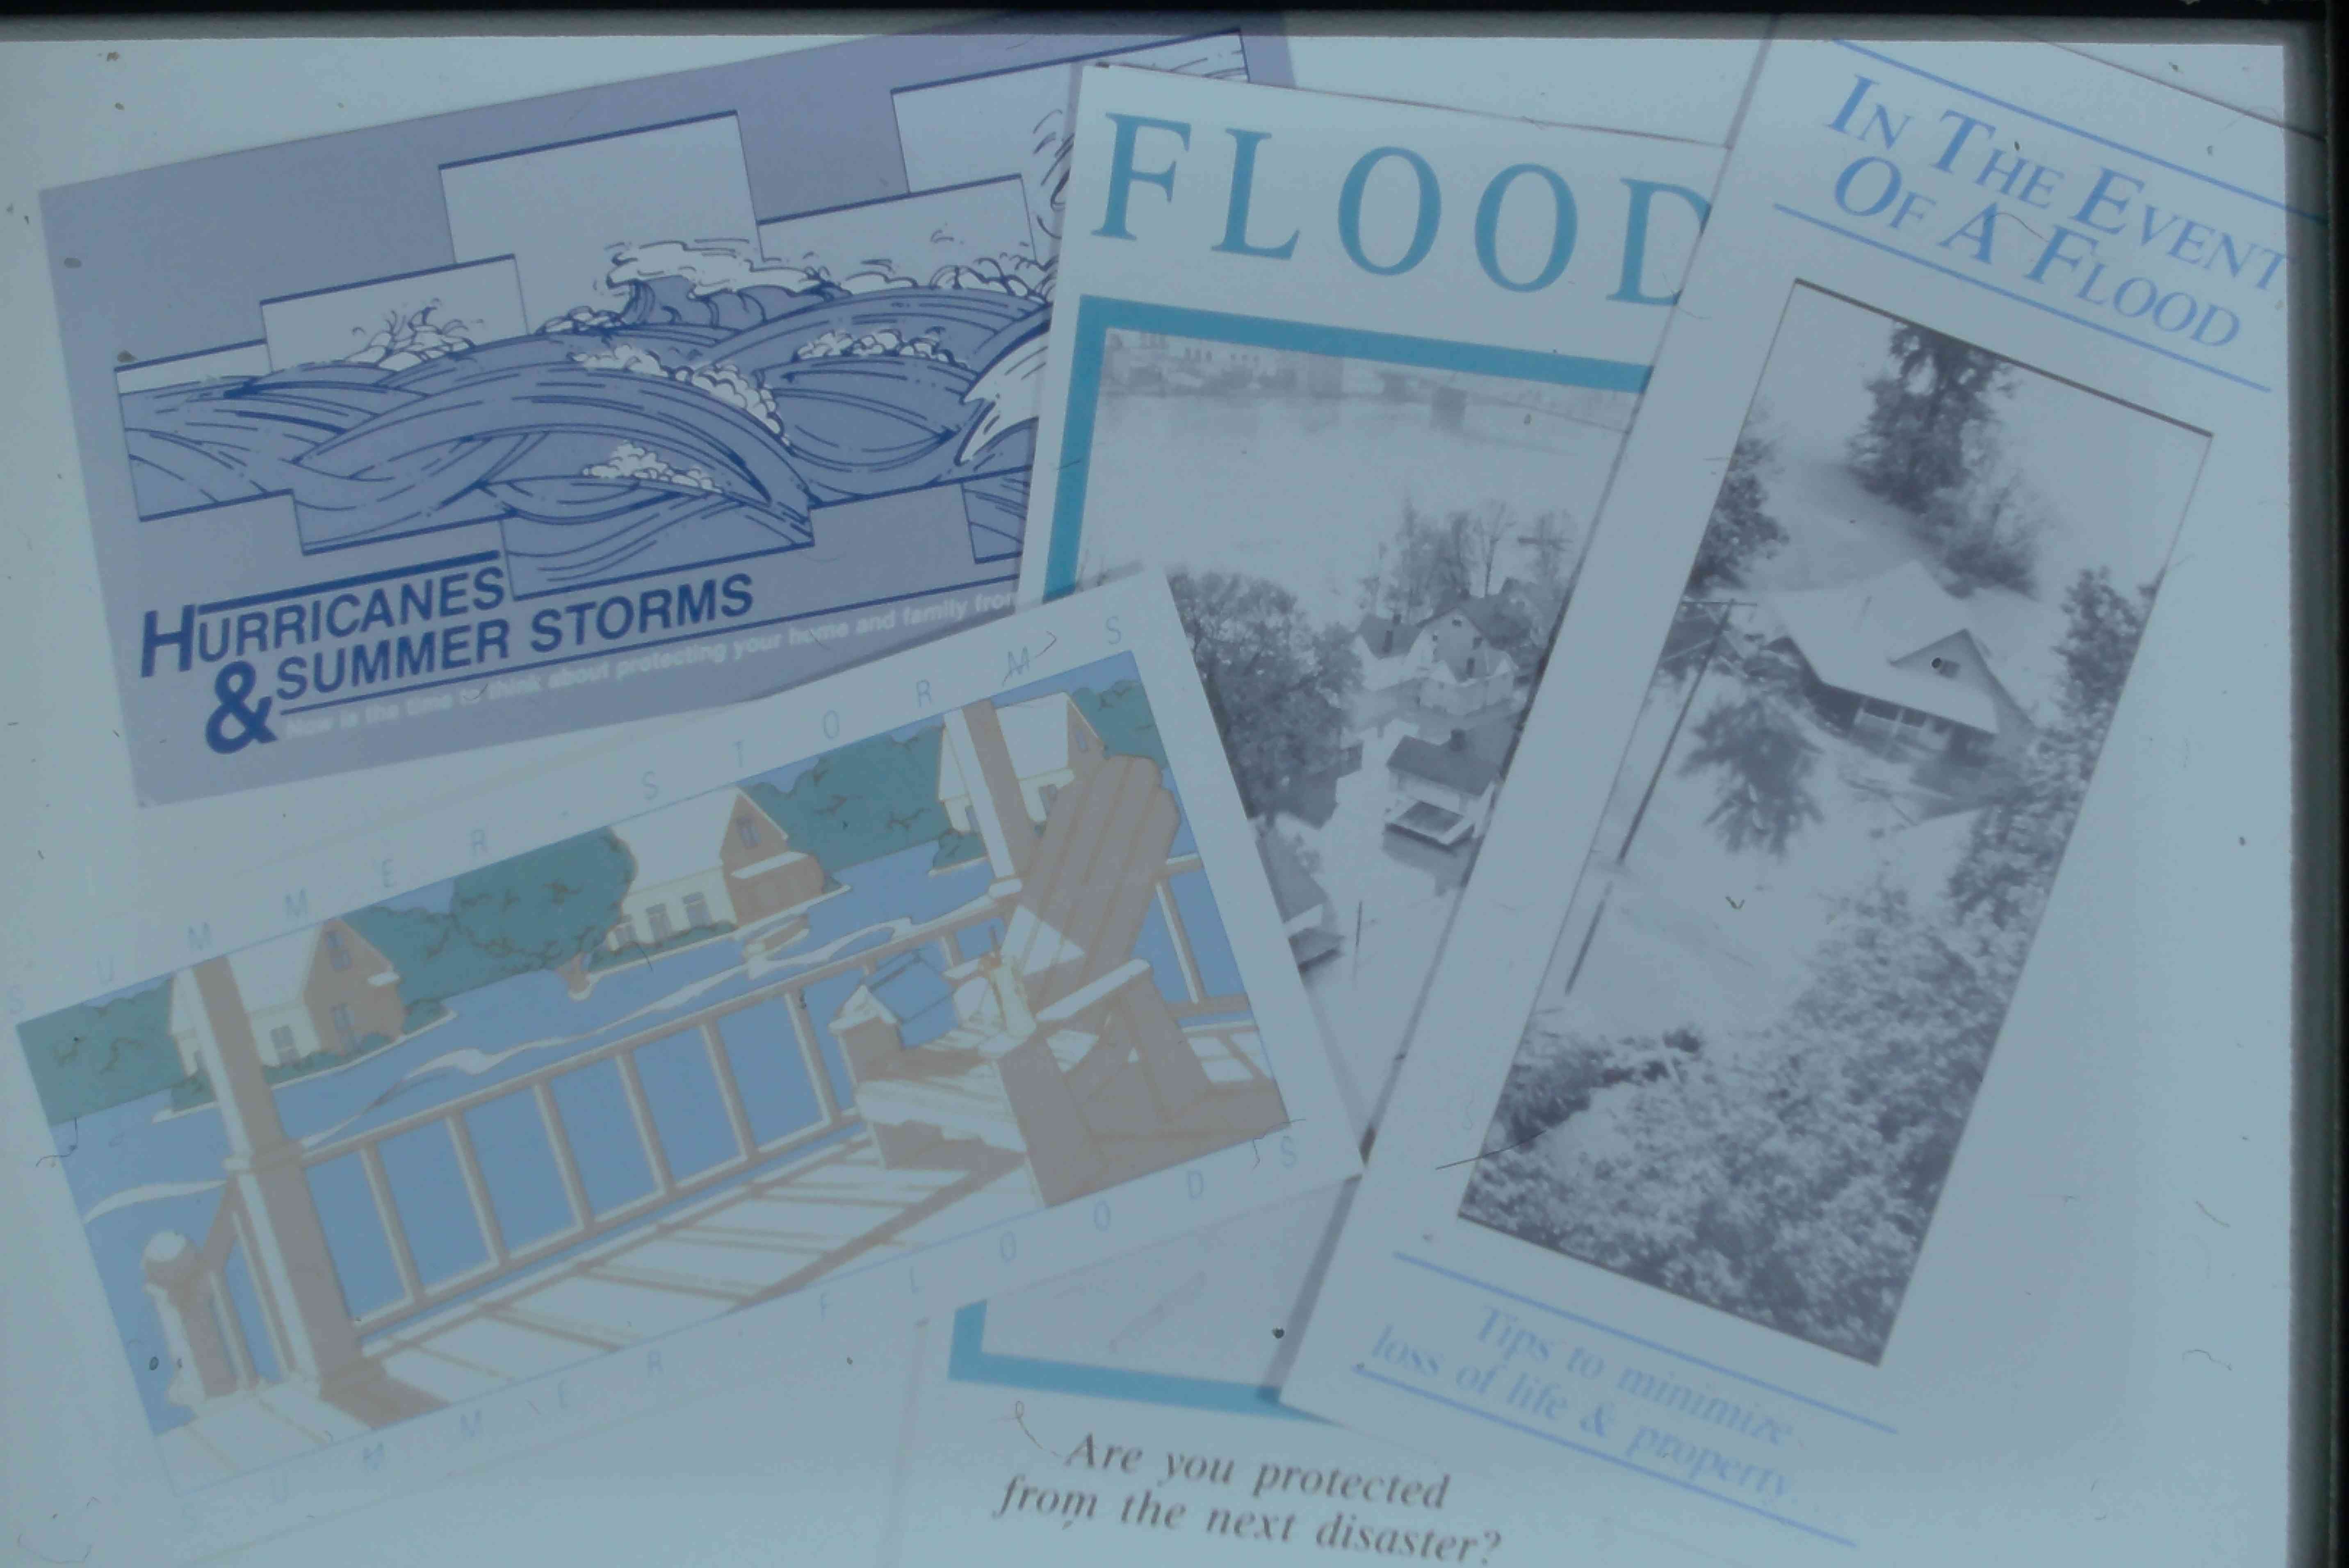 HURRICANES
& SUMMER STORMS
Now is the time to think about protecting your home and family from
FLOOD
IN THE EVENT
OF A FLOOD
SUMMER STORMS
SUMMER FLOODS
Tips to minimize
loss of life & property.
Are you protected
from the next disaster?